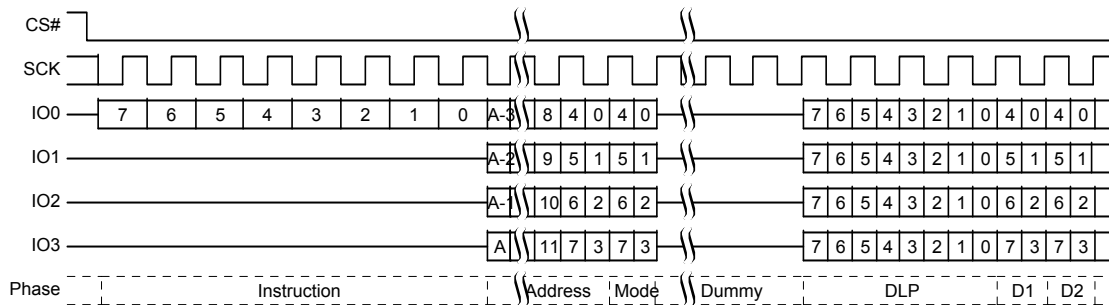 CS#
SCK
IO0 7 6 5 4 3 2 1 0 A-3 8 4 0 4 0 7 6 5 4 3 2 1 0 4 0 4 0
IO1 A-2 9 5 1 5 1 7 6 5 4 3 2 1 0 5 1 5 1
IO2 A-1 10 6 2 6 2 7 6 5 4 3 2 1 0 6 2 6 2
IO3 A 11 7 3 7 3 7 6 5 4 3 2 1 0 7 3 7 3
Phase Instruction Address Mode Dummy DLP D1 D2